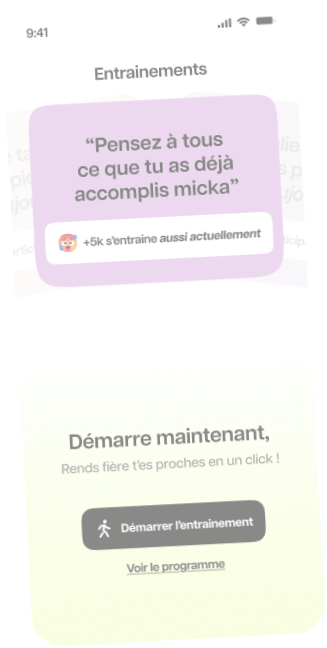 9:41
Entrainements
“Pensez à tous
ce que tu as déjà
accomplis micka”
+5k s’entraine aussi actuellement
Démarre maintenant,
Rends fière t’es proches en un click !
Démarrer l’entrainement
Voir le programme